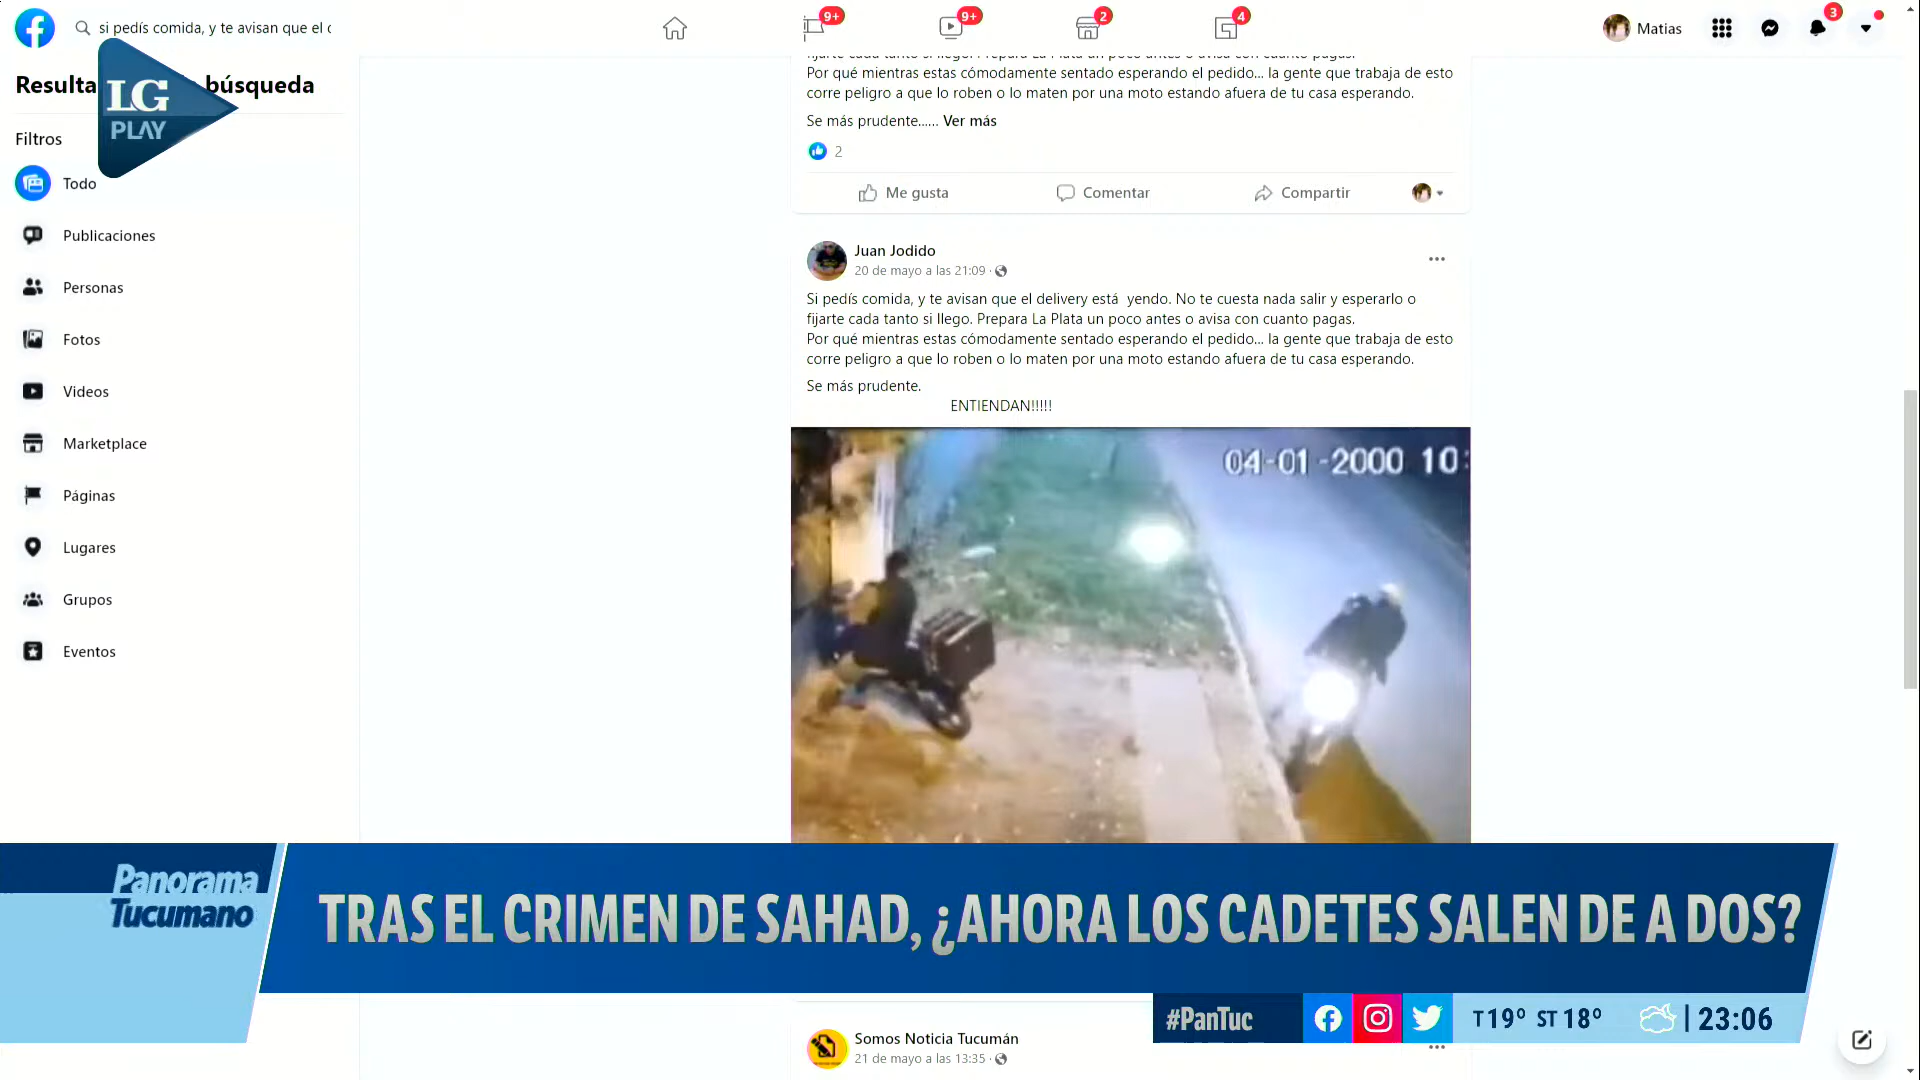 si pedís comida, y te avisan que el
9+
9+
2
4
Matias
3
Resulta búsqueda
LG
PLAY
Filtros
Todo
Publicaciones
Personas
Fotos
Videos
Marketplace
Páginas
Lugares
Grupos
Eventos
Por qué mientras estas cómodamente sentado esperando el pedido... la gente que trabaja de esto
corre peligro a que lo roben o lo maten por una moto estando afuera de tu casa esperando.
Se más prudente...... Ver más
2
Me gusta
Comentar
Compartir
Juan Jodido
20 de mayo a las 21:09 ·
Si pedís comida, y te avisan que el delivery está yendo. No te cuesta nada salir y esperarlo o
fijarte cada tanto si llego. Prepara La Plata un poco antes o avisa con cuanto pagas.
Por qué mientras estas cómodamente sentado esperando el pedido... la gente que trabaja de esto
corre peligro a que lo roben o lo maten por una moto estando afuera de tu casa esperando.
Se más prudente.
ENTIENDAN!!!!!
04-01-2000 10:
Panorama
Tucumano
TRAS EL CRIMEN DE SAHAD, ¿AHORA LOS CADETES SALEN DE A DOS?
#PanTuc
T 19º ST 18º
23:06
Somos Noticia Tucumán
21 de mayo a las 13:35 ·